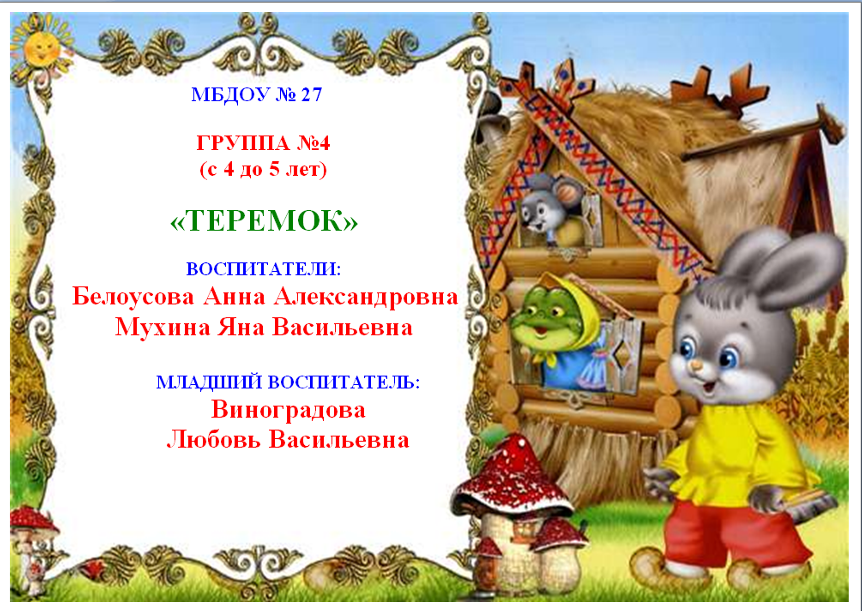 МБДОУ № 27
ГРУППА №4
(с 4 до 5 лет)
«ТЕРЕМОК»
ВОСПИТАТЕЛИ:
Белоусова Анна Александровна
Мухина Яна Васильевна
МЛАДШИЙ ВОСПИТАТЕЛЬ:
Виноградова
Любовь Васильевна